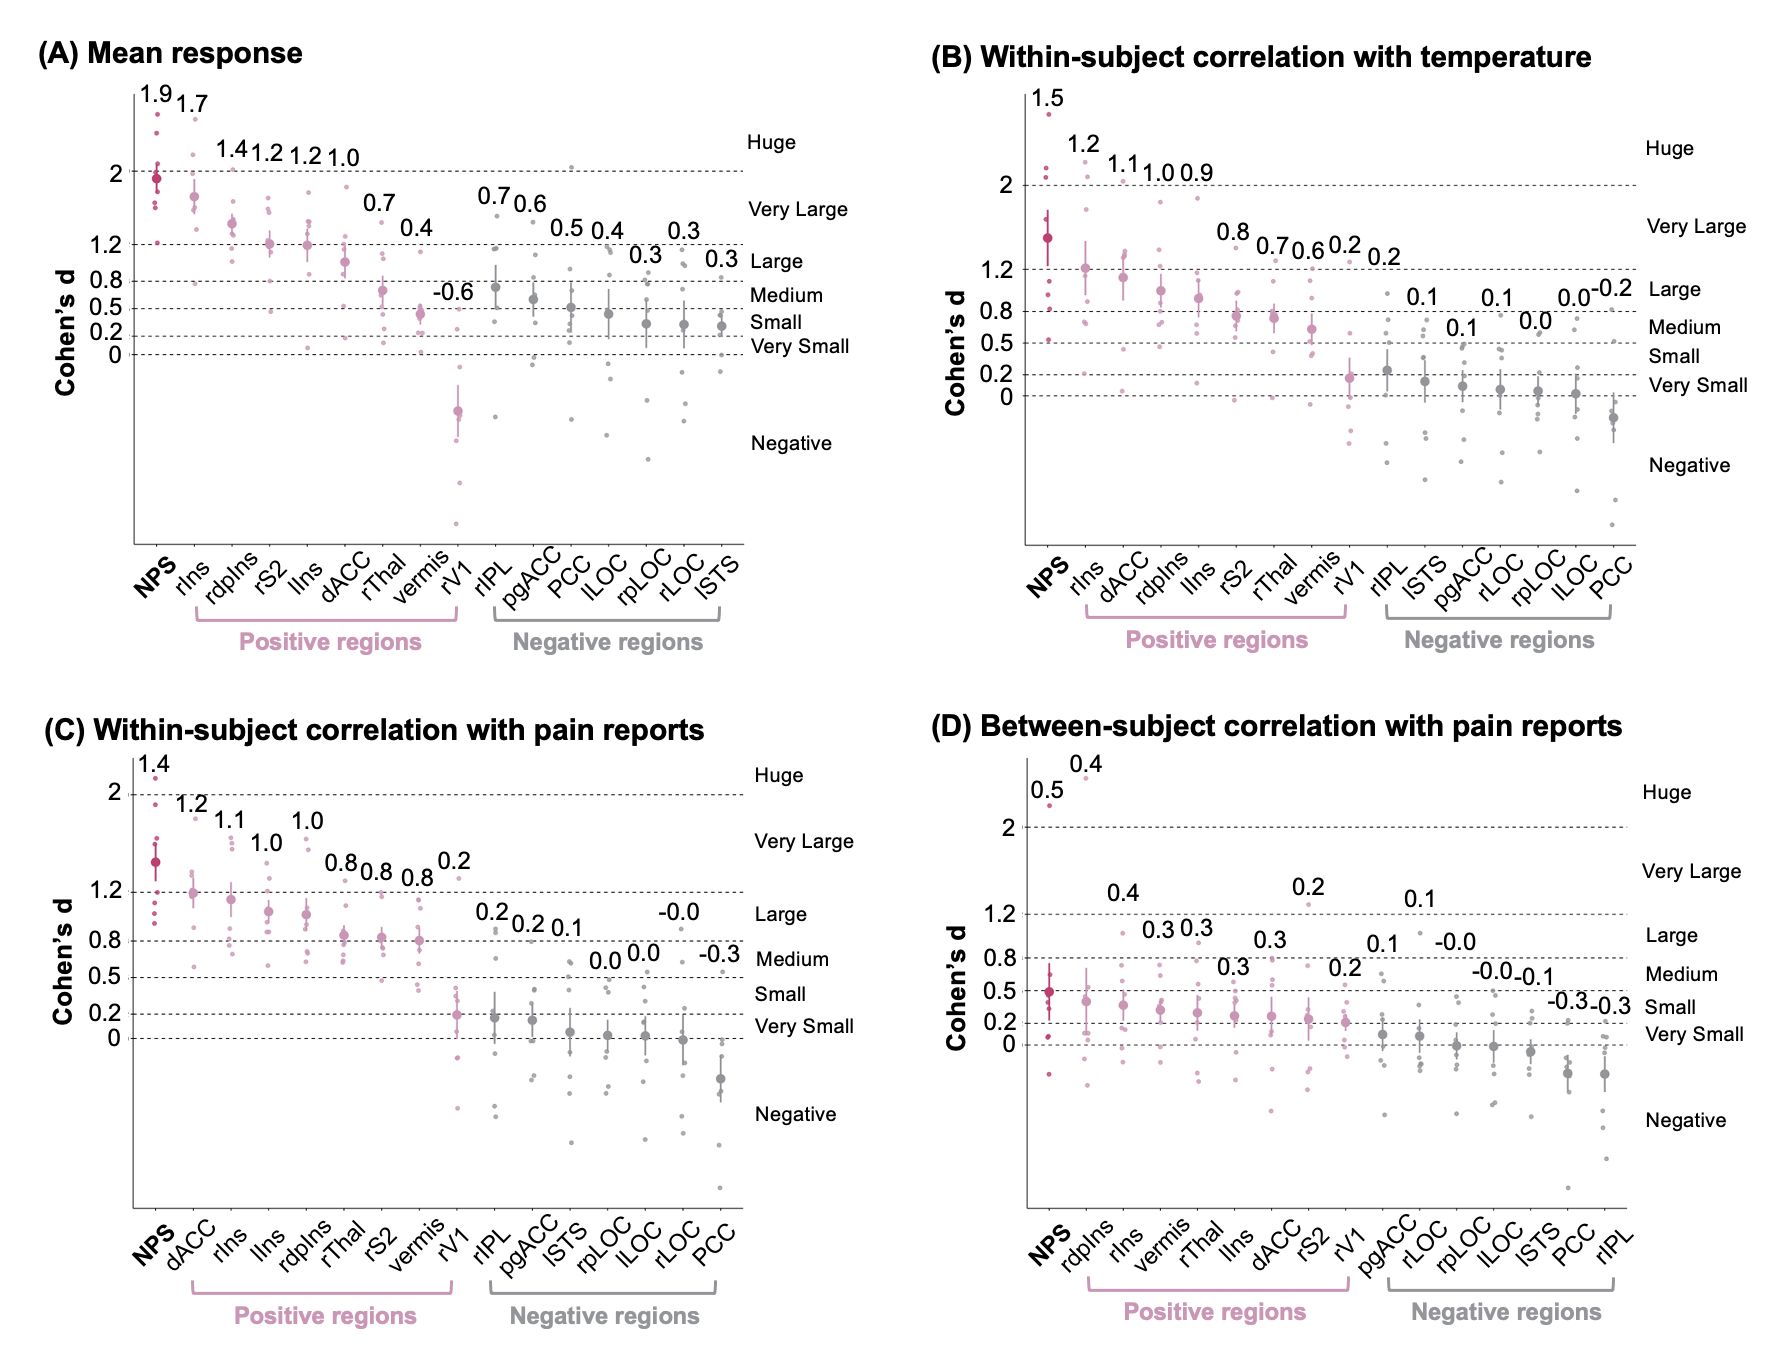 (A) Mean response
1.9 1.7 1.4 1.2 1.2 1.0 0.7 0.4 -0.6 0.7 0.6 0.5 0.4 0.3 0.3 0.3
Cohen's d
2
1.2
0.8
0.5
0.2
0
Huge
Very Large
Large
Medium
Small
Very Small
Negative
NPS rIns rdpIns rS2 lIns dACC rThal vermis rV1 rIPL pgACC PCC lLOC rpLOC rLOC lSTS
Positive regions Negative regions
(B) Within-subject correlation with temperature
1.5 1.2 1.1 1.0 0.9 0.8 0.7 0.6 0.2 0.2 0.1 0.1 0.1 0.0 0.0 -0.2
Cohen's d
2
1.2
0.8
0.5
0.2
0
Huge
Very Large
Large
Medium
Small
Very Small
Negative
NPS rIns dACC rdpIns lIns rS2 rThal vermis rV1 rIPL lSTS pgACC rLOC rpLOC lLOC PCC
Positive regions Negative regions
(C) Within-subject correlation with pain reports
1.4 1.2 1.1 1.0 1.0 0.8 0.8 0.8 0.2 0.2 0.2 0.1 0.0 0.0 -0.0 -0.3
Cohen's d
2
1.2
0.8
0.5
0.2
0
Huge
Very Large
Large
Medium
Small
Very Small
Negative
NPS dACC rIns lIns rdpIns rThal rS2 vermis rV1 rIPL pgACC lSTS rpLOC lLOC rLOC PCC
Positive regions Negative regions
(D) Between-subject correlation with pain reports
0.5 0.4 0.4 0.3 0.3 0.3 0.3 0.2 0.2 0.1 0.1 -0.0 -0.0 -0.1 -0.3 -0.3
Cohen's d
2
1.2
0.8
0.5
0.2
0
Huge
Very Large
Large
Medium
Small
Very Small
Negative
NPS rdpIns rIns vermis rThal lIns dACC rS2 rV1 pgACC rLOC rpLOC lLOC lSTS PCC rIPL
Positive regions Negative regions